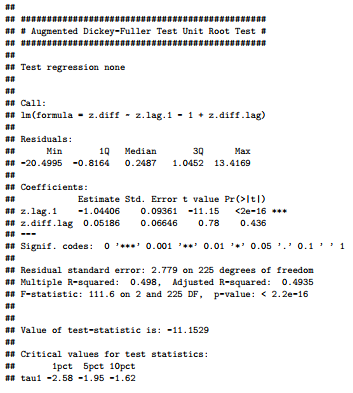 ##
## ###############################################
## # Augmented Dickey-Fuller Test Unit Root Test #
## ###############################################
##
## Test regression none
##
##
## Call:
## lm(formula = z.diff ~ z.lag.1 - 1 + z.diff.lag)
##
## Residuals:
##      Min       1Q   Median       3Q      Max
## -20.4995  -0.8164   0.2487   1.0452  13.4169
##
## Coefficients:
##            Estimate Std. Error t value Pr(>|t|)
## z.lag.1    -1.04406    0.09361  -11.15   <2e-16 ***
## z.diff.lag  0.05186    0.06646    0.78    0.436
## ---
## Signif. codes:  0 '***' 0.001 '**' 0.01 '*' 0.05 '.' 0.1 ' ' 1
##
## Residual standard error: 2.779 on 225 degrees of freedom
## Multiple R-squared:  0.498,  Adjusted R-squared:  0.4935
## F-statistic: 111.6 on 2 and 225 DF,  p-value: < 2.2e-16
##
##
## Value of test-statistic is: -11.1529
##
## Critical values for test statistics:
##       1pct  5pct 10pct
## tau1 -2.58 -1.95 -1.62